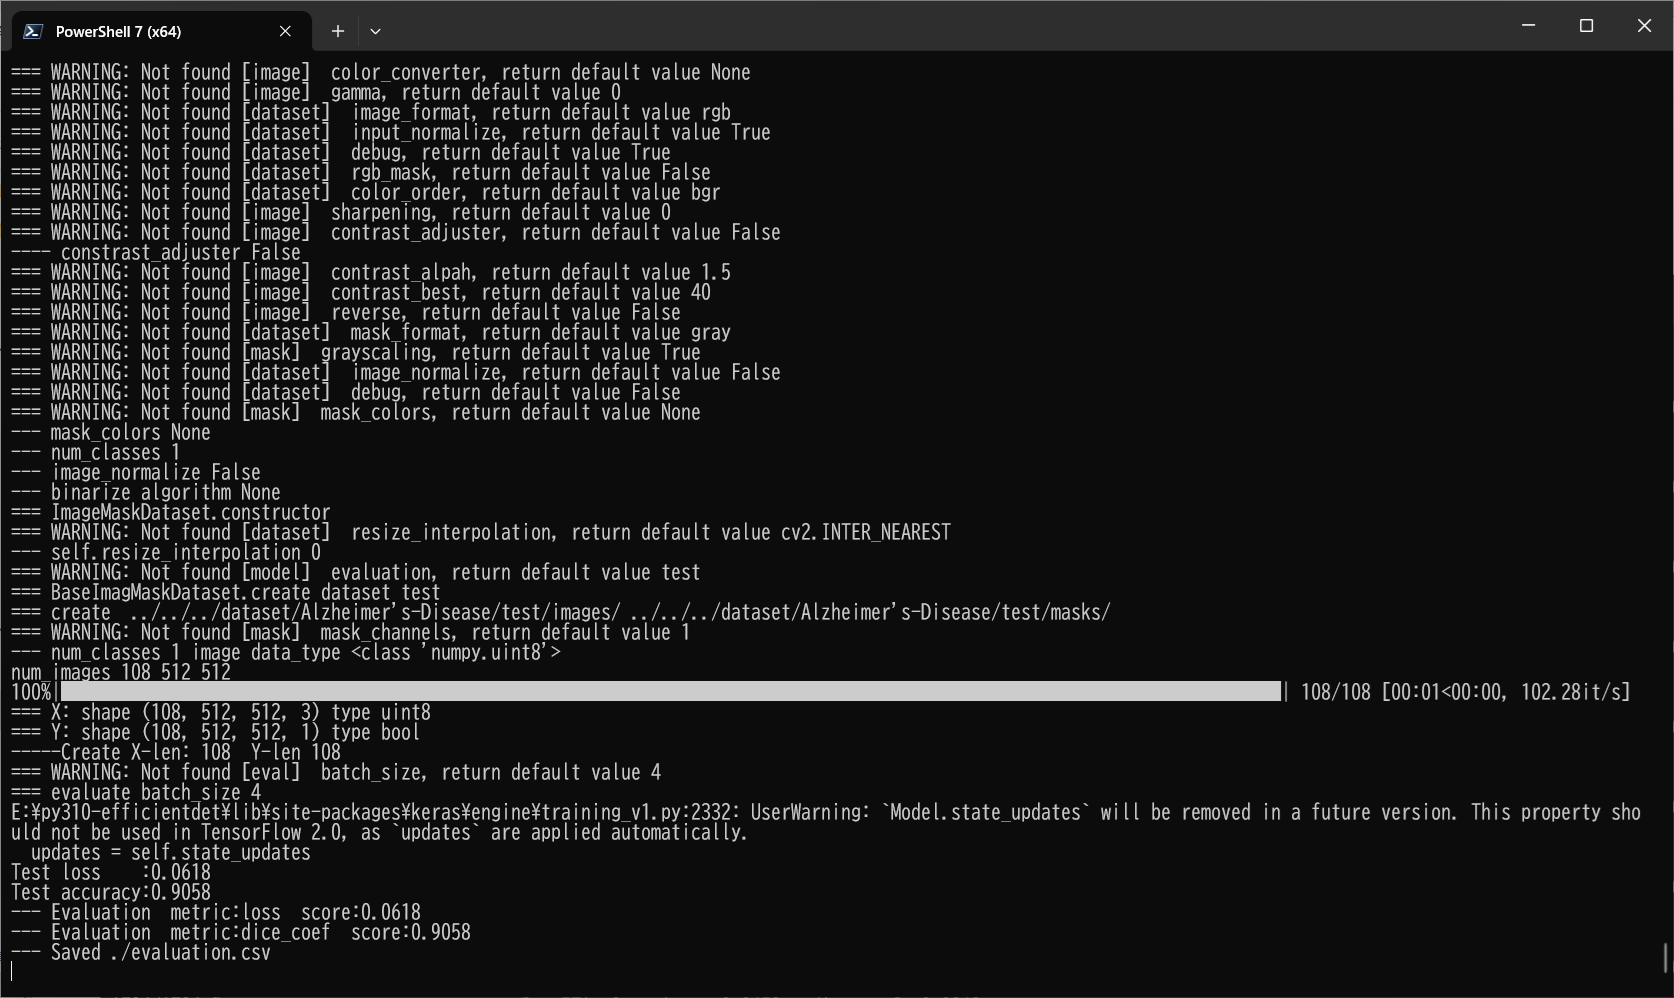 PowerShell 7 (x64)
=== WARNING: Not found [image]  color_converter, return default value None
=== WARNING: Not found [image]  gamma, return default value 0
=== WARNING: Not found [dataset]  image_format, return default value rgb
=== WARNING: Not found [dataset]  input_normalize, return default value True
=== WARNING: Not found [dataset]  debug, return default value True
=== WARNING: Not found [dataset]  rgb_mask, return default value False
=== WARNING: Not found [dataset]  color_order, return default value bgr
=== WARNING: Not found [image]  sharpening, return default value 0
=== WARNING: Not found [image]  contrast_adjuster, return default value False
---- constrast_adjuster False
=== WARNING: Not found [image]  contrast_alpah, return default value 1.5
=== WARNING: Not found [image]  contrast_best, return default value 40
=== WARNING: Not found [image]  reverse, return default value False
=== WARNING: Not found [dataset]  mask_format, return default value gray
=== WARNING: Not found [mask]  grayscaling, return default value True
=== WARNING: Not found [dataset]  image_normalize, return default value False
=== WARNING: Not found [dataset]  debug, return default value False
=== WARNING: Not found [mask]  mask_colors, return default value None
--- mask_colors None
--- num_classes 1
--- image_normalize False
--- binarize algorithm None
=== ImageMaskDataset.constructor
=== WARNING: Not found [dataset]  resize_interpolation, return default value cv2.INTER_NEAREST
--- self.resize_interpolation 0
=== WARNING: Not found [model]  evaluation, return default value test
=== BaseImagMaskDataset.create dataset test
=== create  ../../../dataset/Alzheimer's-Disease/test/images/ ../../../dataset/Alzheimer's-Disease/test/masks/
=== WARNING: Not found [mask]  mask_channels, return default value 1
--- num_classes 1 image data_type <class 'numpy.uint8'>
num_images 108 512 512
100%| | 108/108 [00:01<00:00, 102.28it/s]
=== X: shape (108, 512, 512, 3) type uint8
=== Y: shape (108, 512, 512, 1) type bool
-----Create X-len: 108  Y-len 108
=== WARNING: Not found [eval]  batch_size, return default value 4
=== evaluate batch_size 4
E:¥py310-efficientdet¥lib¥site-packages¥keras¥engine¥training_v1.py:2332: UserWarning: `Model.state_updates` will be removed in a future version. This property sho
uld not be used in TensorFlow 2.0, as `updates` are applied automatically.
  updates = self.state_updates
Test loss    :0.0618
Test accuracy:0.9058
--- Evaluation  metric:loss  score:0.0618
--- Evaluation  metric:dice_coef  score:0.9058
--- Saved ./evaluation.csv